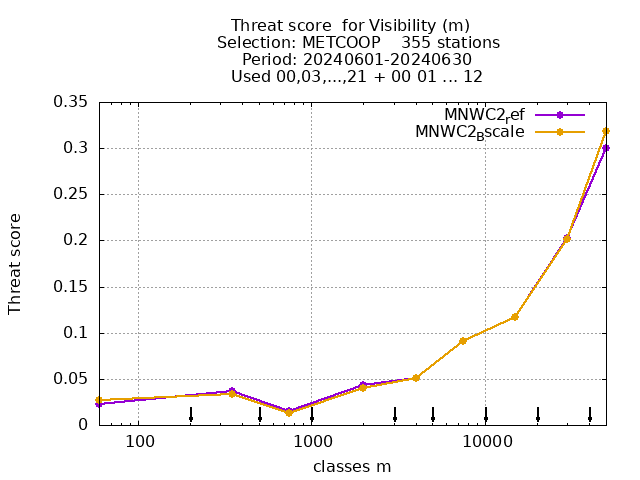 Threat score  for Visibility (m)
Selection: METCOOP    355 stations
Period: 20240601-20240630
Used 00,03,...,21 + 00 01 ... 12
MNWC2ref
MNWC2Bscale
Threat score
0.35
0.3
0.25
0.2
0.15
0.1
0.05
0
100 1000 10000
classes m